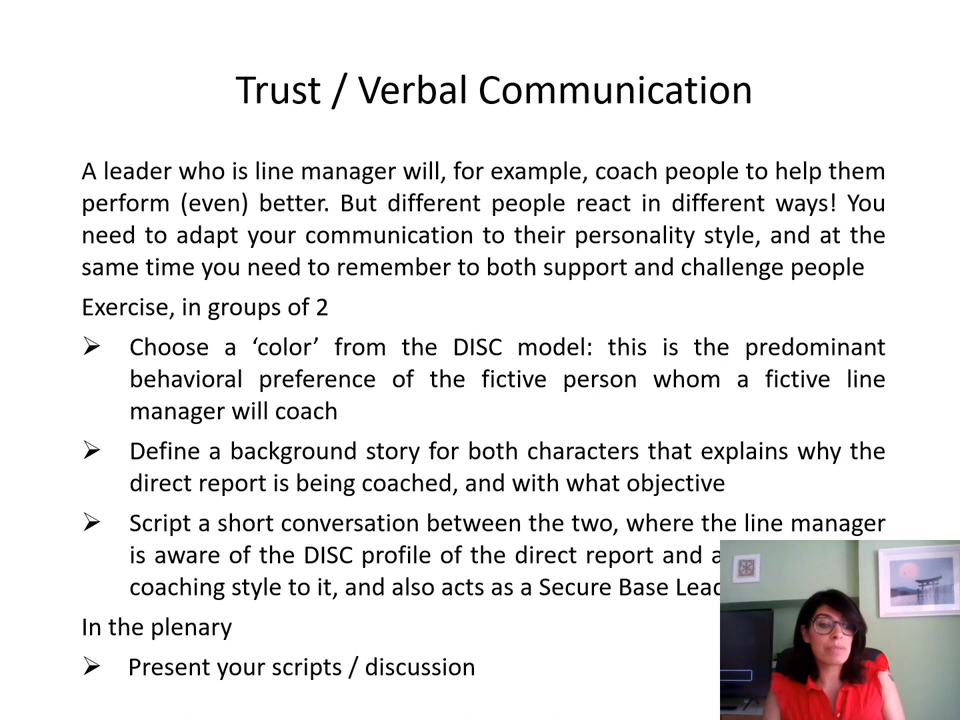 Trust / Verbal Communication
A leader who is line manager will, for example, coach people to help them
perform (even) better. But different people react in different ways! You
need to adapt your communication to their personality style, and at the
same time you need to remember to both support and challenge people
Exercise, in groups of 2
➢ Choose a ‘color’ from the DISC model: this is the predominant
behavioral preference of the fictive person whom a fictive line
manager will coach
➢ Define a background story for both characters that explains why the
direct report is being coached, and with what objective
➢ Script a short conversation between the two, where the line manager
is aware of the DISC profile of the direct report and
coaching style to it, and also acts as a Secure Base
In the plenary
➢ Present your scripts / discussion